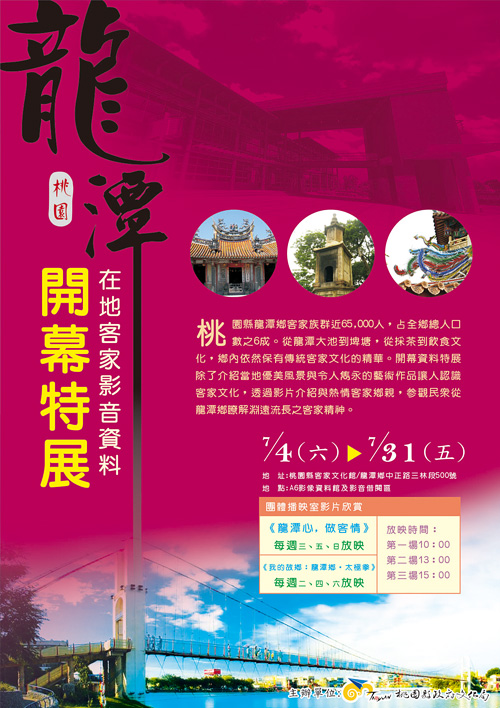 龍潭
桃園
在地客家影音資料
開幕特展
桃園縣龍潭鄉客家族群近65,000人，占全鄉總人口
數之6成。從龍潭大池到埤塘，從採茶到飲食文
化，鄉內依然保有傳統客家文化的精華。開幕資料特展
除了介紹當地優美風景與令人雋永的藝術作品讓人認識
客家文化，透過影片介紹與熱情客家鄉親，參觀民眾從
龍潭鄉瞭解淵遠流長之客家精神。
7/4(六)▶7/31(五)
地 址:桃園縣客家文化館/龍潭鄉中正路三林段500號
地 點:A6影像資料館及影音借閱區
團體播映室影片欣賞
《龍潭心，做客情》
每週三、五、日放映
《我的故鄉：龍潭鄉．太極拳》
每週二、四、六放映
放映時間：
第一場10：00
第二場13：00
第三場15：00
主辦單位: Taoyuan 桃園縣政府文化局